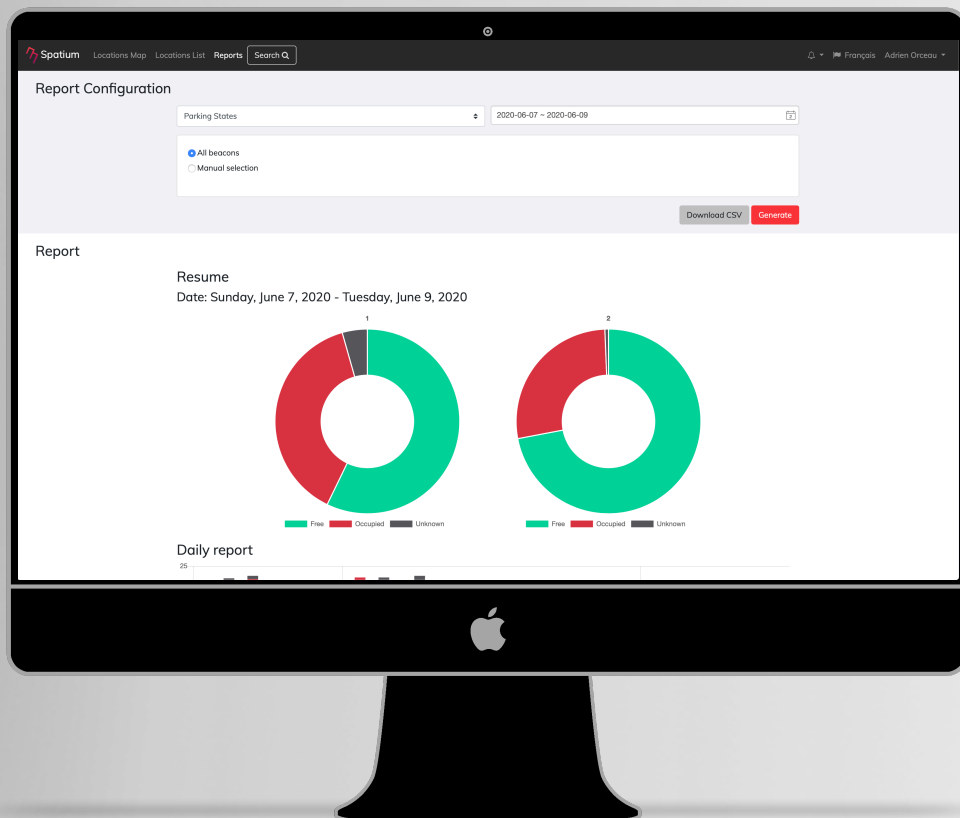 Spatium Locations Map Locations List Reports Search Français Adrien Orceau
Report Configuration
Parking States 2020-06-07 ~ 2020-06-09
All beacons
Manual selection
Download CSV Generate
Report
Resume
Date: Sunday, June 7, 2020 - Tuesday, June 9, 2020
1 2
Free Occupied Unknown Free Occupied Unknown
Daily report
25